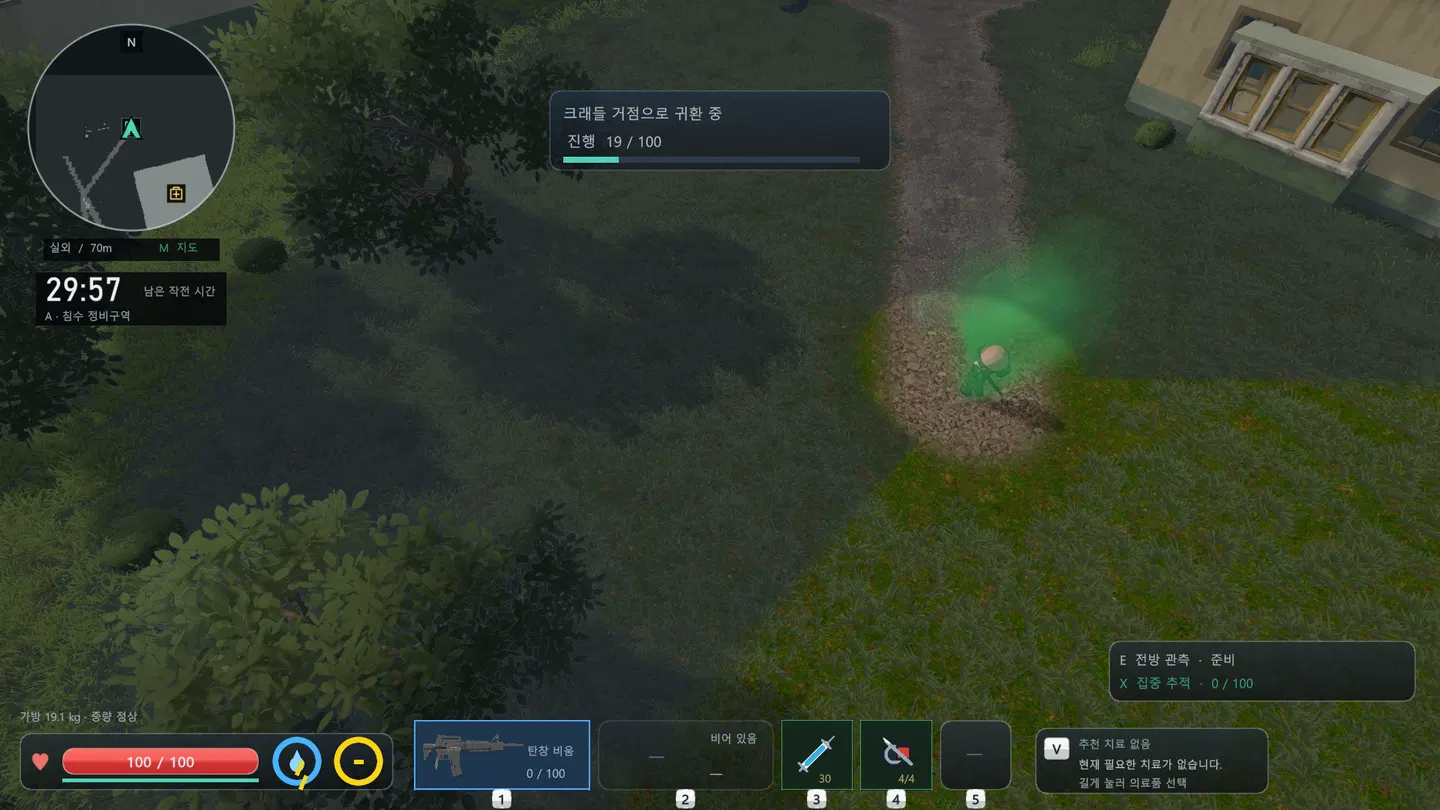 N
크래들 거점으로 귀환 중
진행 19 / 100
실외 / 70m M 지도
29:57 남은 작전 시간
A · 침수 정비구역
E 전방 관측 · 준비
X 집중 추적 · 0 / 100
가방 19.1 kg · 중량 정상
100 / 100
탄창 비움
0 / 100
비어 있음
30
4/4
V 추천 치료 없음
현재 필요한 치료가 없습니다.
길게 눌러 의료품 선택
1 2 3 4 5